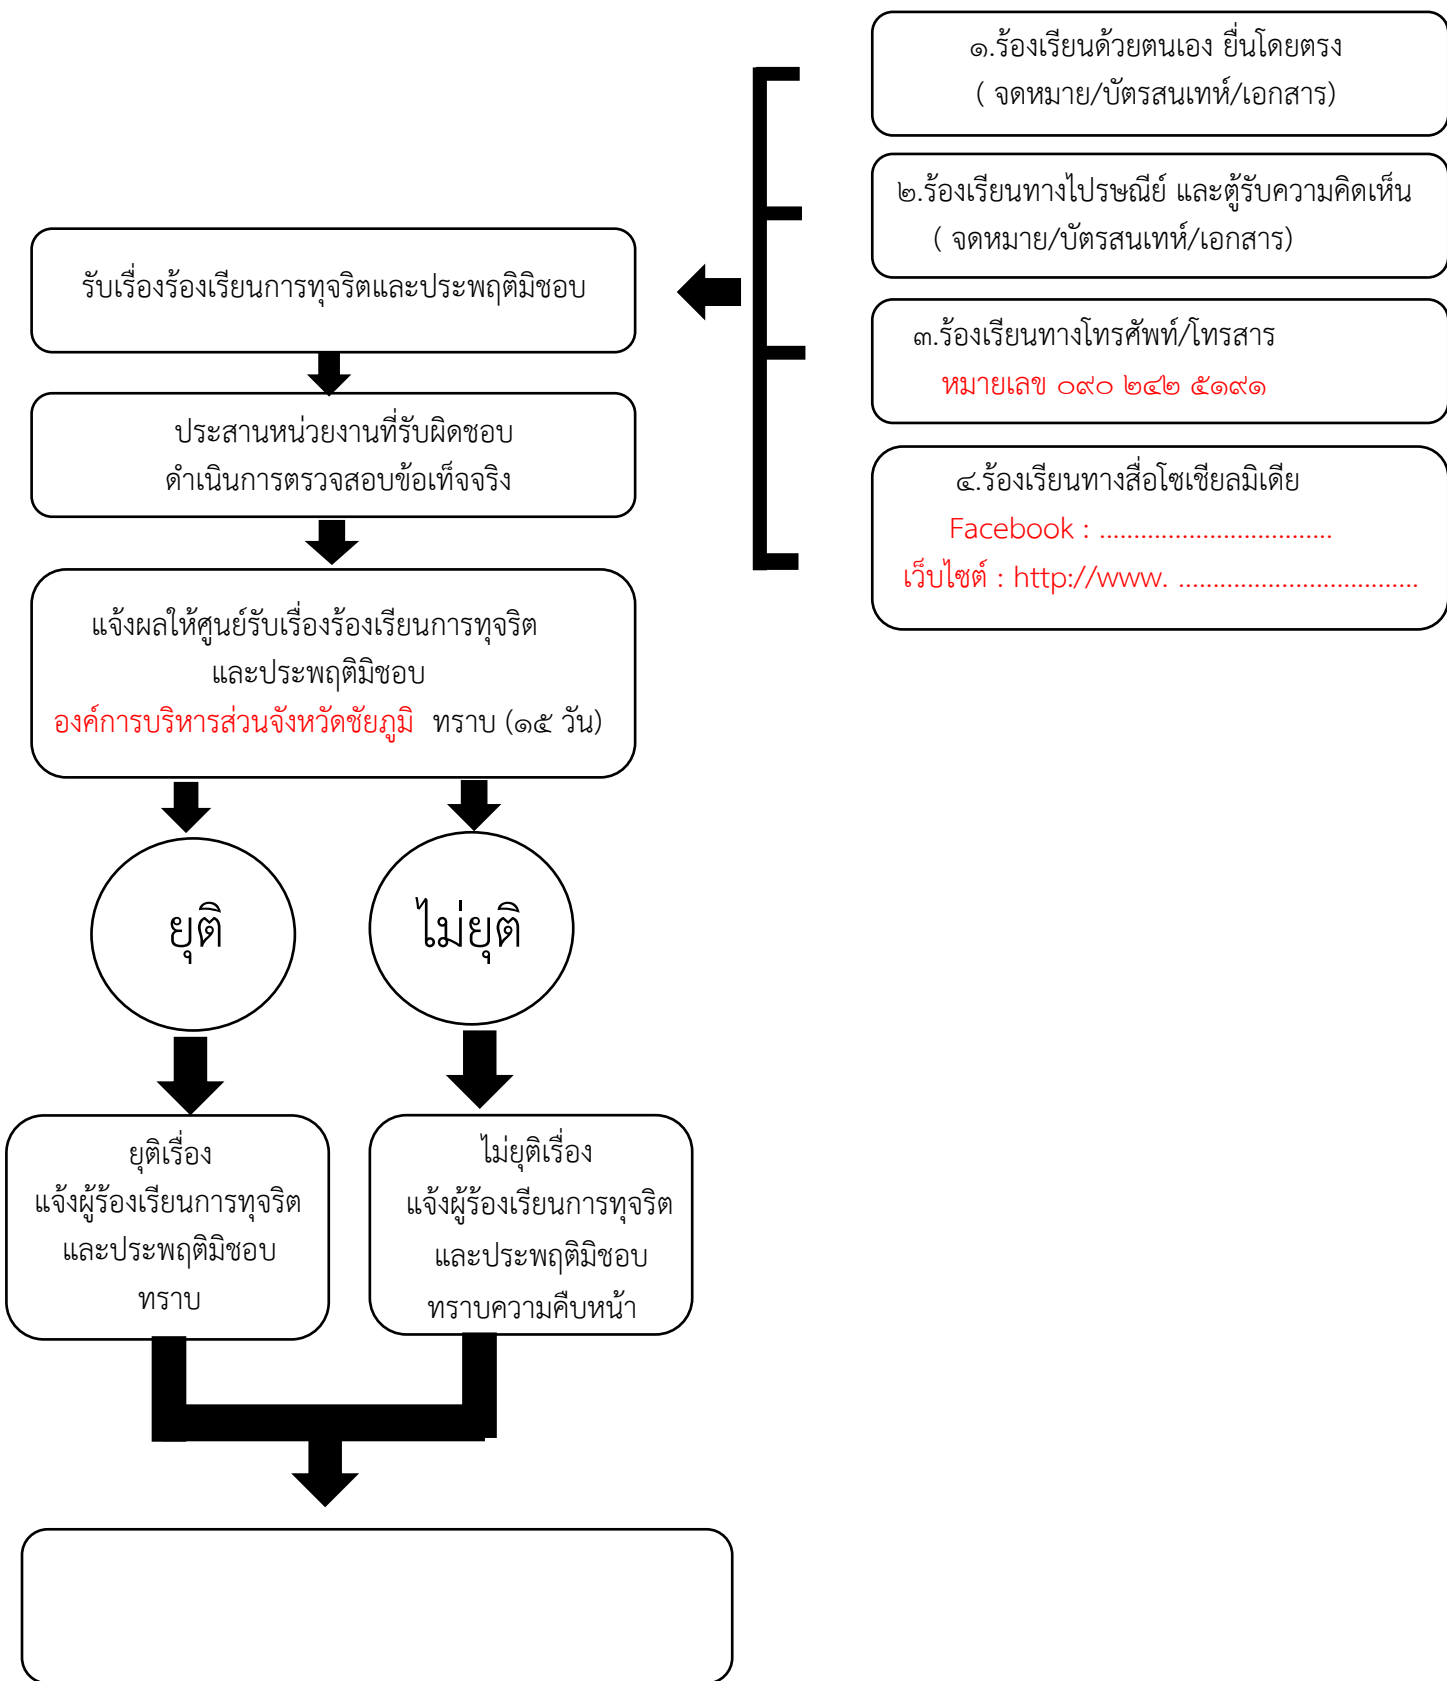 ๑.ร้องเรียนด้วยตนเอง ยื่นโดยตรง
( จดหมาย/บัตรสนเทห์/เอกสาร)
๒.ร้องเรียนทางไปรษณีย์ และตู้รับความคิดเห็น
( จดหมาย/บัตรสนเทห์/เอกสาร)
๓.ร้องเรียนทางโทรศัพท์/โทรสาร
หมายเลข ๐๙๐ ๒๔๒ ๕๑๙๑
๔.ร้องเรียนทางสื่อโซเชียลมิเดีย
Facebook : ..................................
เว็บไซต์ : http://www. ...................................
รับเรื่องร้องเรียนการทุจริตและประพฤติมิชอบ
ประสานหน่วยงานที่รับผิดชอบ
ดำเนินการตรวจสอบข้อเท็จจริง
แจ้งผลให้ศูนย์รับเรื่องร้องเรียนการทุจริต
และประพฤติมิชอบ
องค์การบริหารส่วนจังหวัดชัยภูมิ ทราบ (๑๕ วัน)
ยุติ
ไม่ยุติ
ยุติเรื่อง
แจ้งผู้ร้องเรียนการทุจริต
และประพฤติมิชอบ
ทราบ
ไม่ยุติเรื่อง
แจ้งผู้ร้องเรียนการทุจริต
และประพฤติมิชอบ
ทราบความคืบหน้า